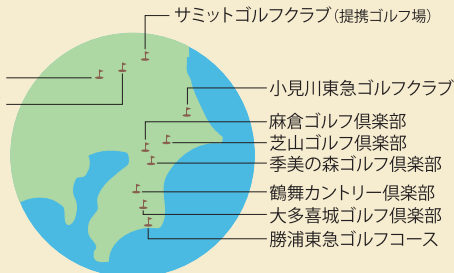 サミットゴルフクラブ(提携ゴルフ場)
小見川東急ゴルフクラブ
麻倉ゴルフ倶楽部
芝山ゴルフ倶楽部
季美の森ゴルフ倶楽部
鶴舞カントリー倶楽部
大多喜城ゴルフ倶楽部
勝浦東急ゴルフコース